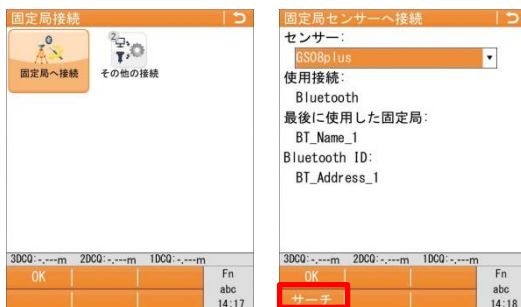 固定局接続
固定局へ接続
2
その他の接続
3DCQ:-.---m 2DCQ:-.---m 1DCQ:-.---m
OK
Fn
abc
14:17
固定局センサーへ接続
センサー:
GS08plus
使用接続:
Bluetooth
最後に使用した固定局:
BT_Name_1
Bluetooth ID:
BT_Address_1
3DCQ:-.---m 2DCQ:-.---m 1DCQ:-.---m
OK
Fn
abc
サーチ
14:18